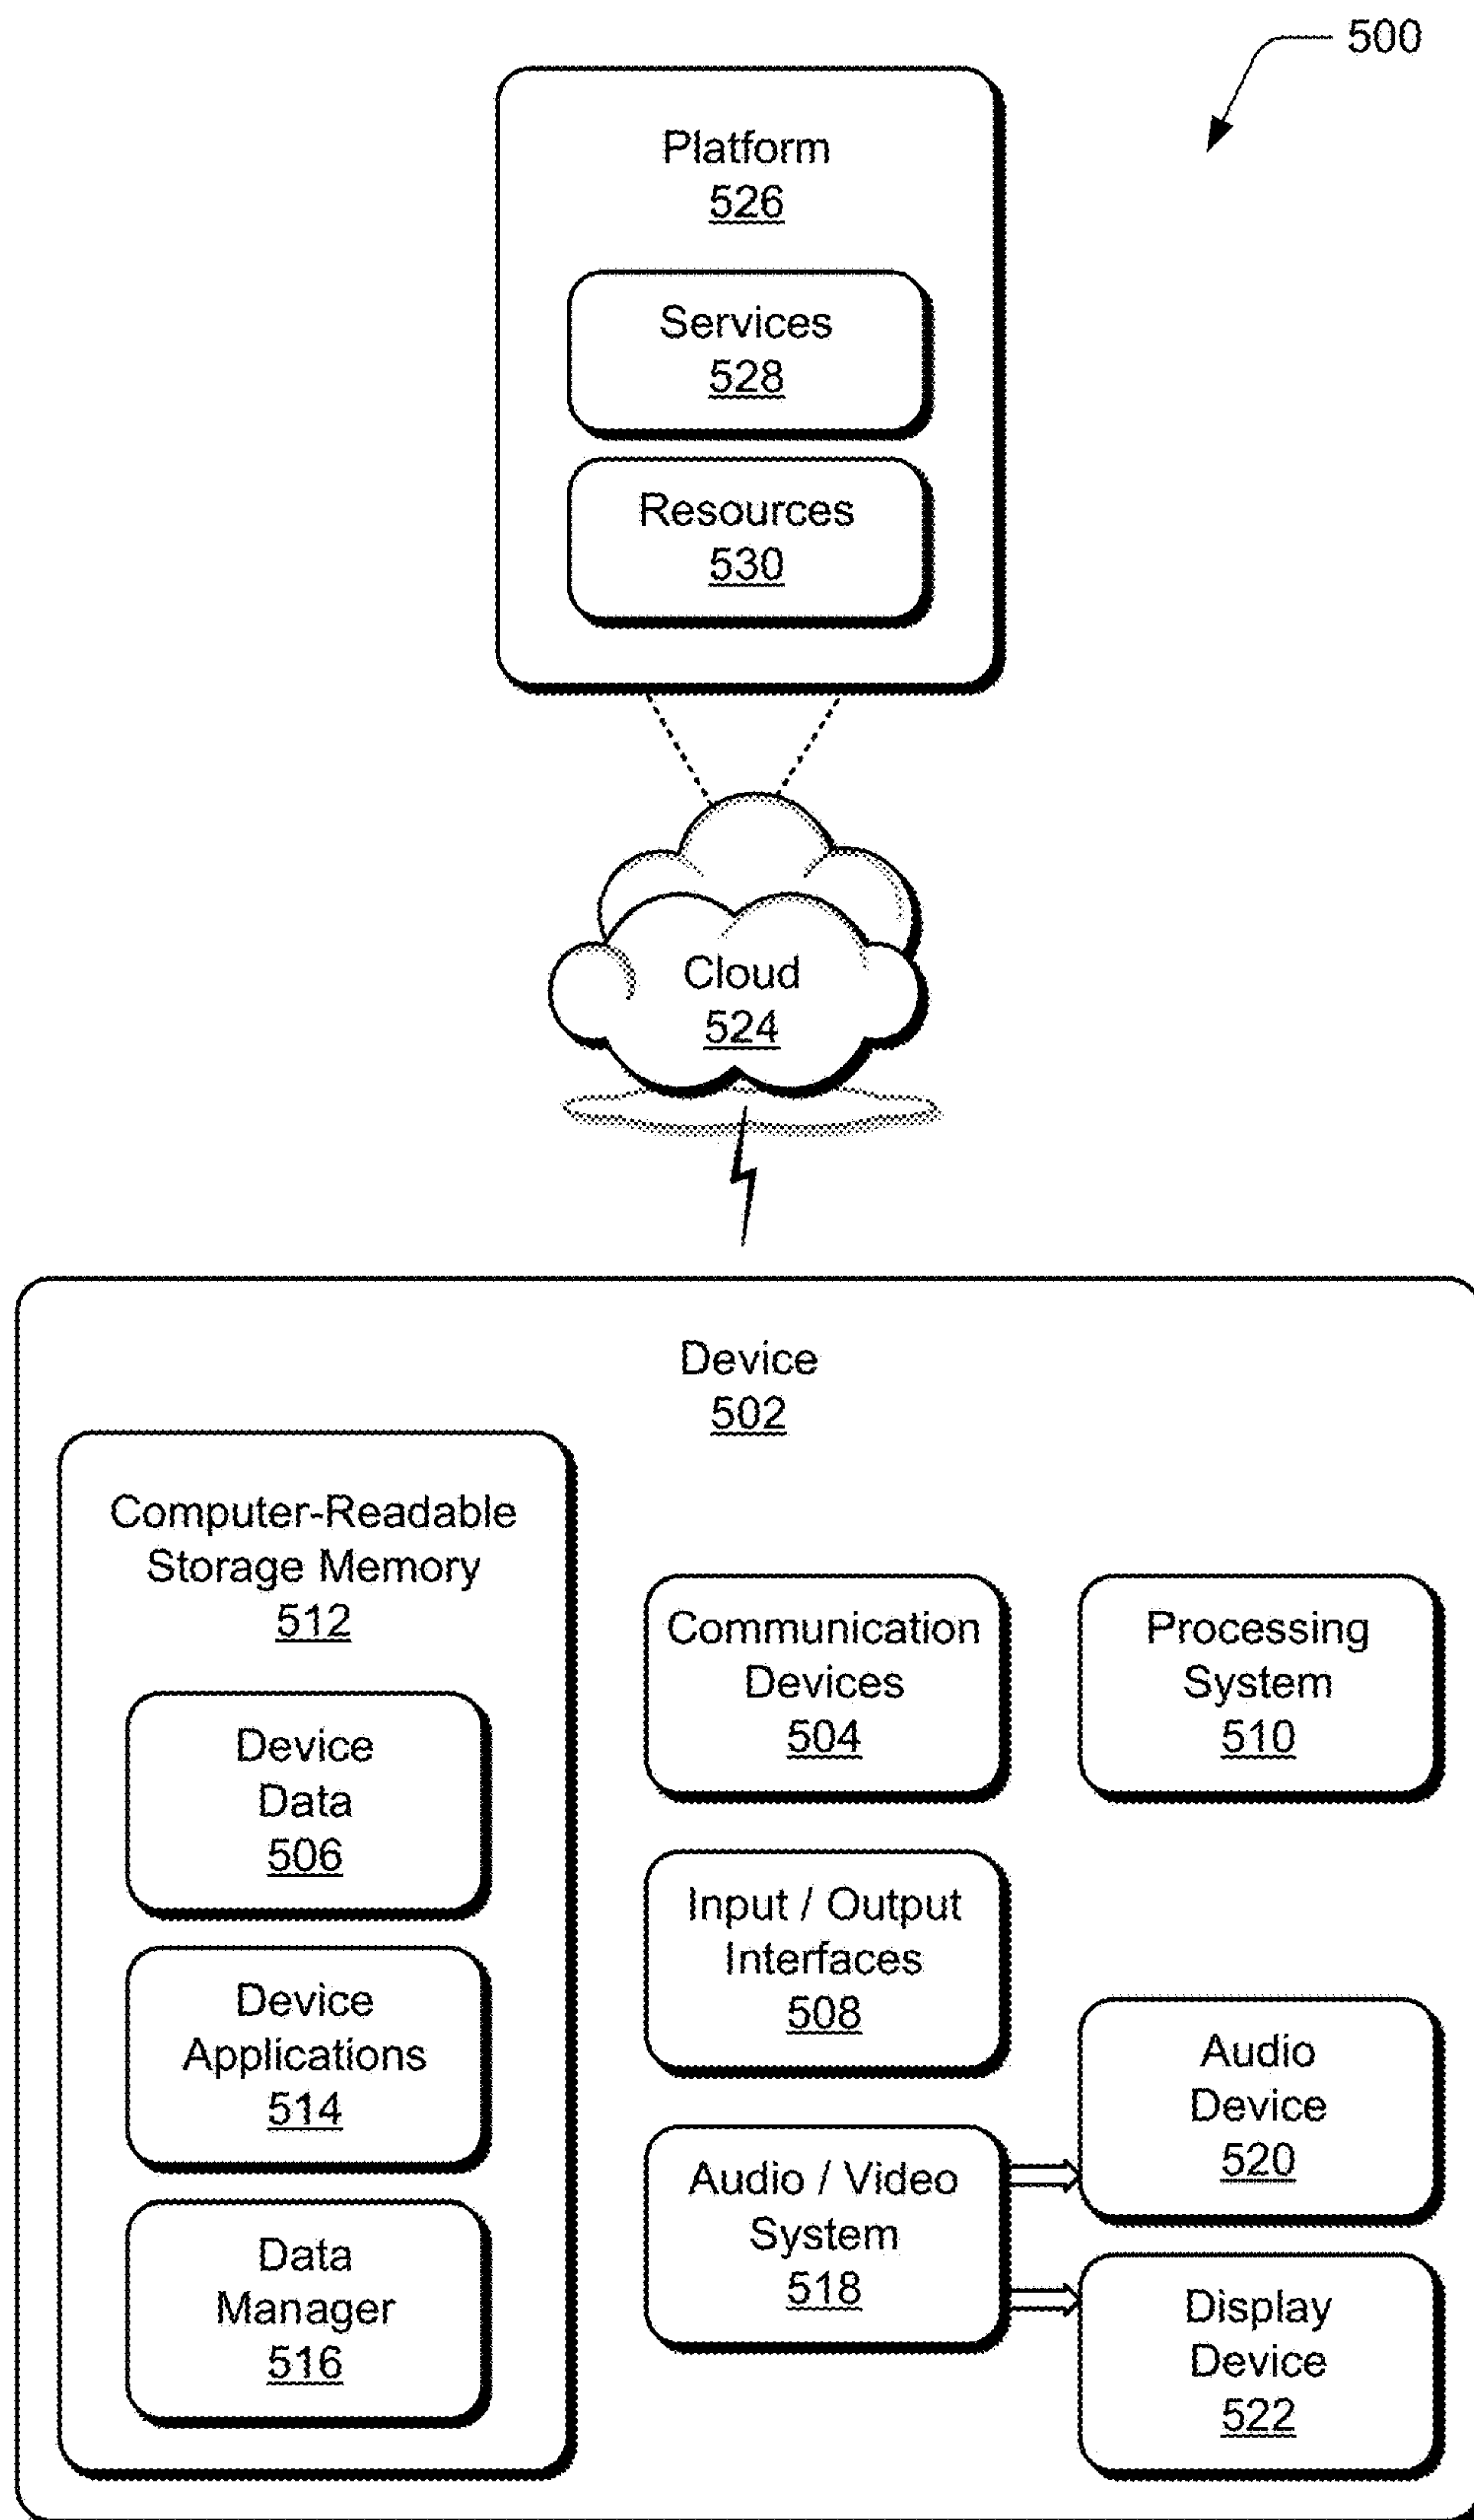 500
Platform
526
Services
528
Resources
530
Cloud
524
Device
502
Computer-Readable
Storage Memory
512
Device
Data
506
Device
Applications
514
Data
Manager
516
Communication
Devices
504
Input / Output
Interfaces
508
Audio / Video
System
518
Processing
System
510
Audio
Device
520
Display
Device
522